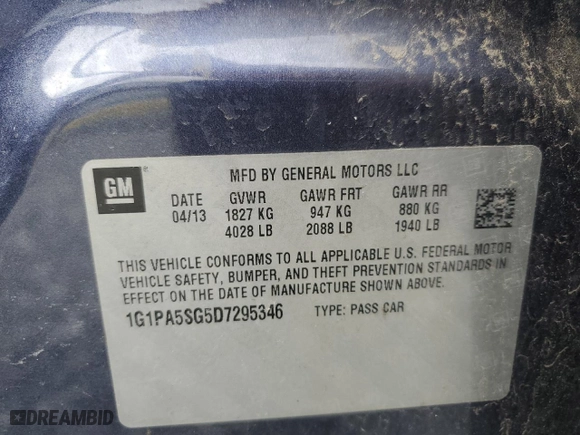 GM
MFD BY GENERAL MOTORS LLC
DATE GVWR GAWR FRT GAWR RR
04/13 1827 KG 947 KG 880 KG
4028 LB 2088 LB 1940 LB
THIS VEHICLE CONFORMS TO ALL APPLICABLE U.S. FEDERAL MOTOR
VEHICLE SAFETY, BUMPER, AND THEFT PREVENTION STANDARDS IN
EFFECT ON THE DATE OF MANUFACTURE SHOWN ABOVE.
1G1PA5SG5D7295346 TYPE: PASS CAR
DREAMBID